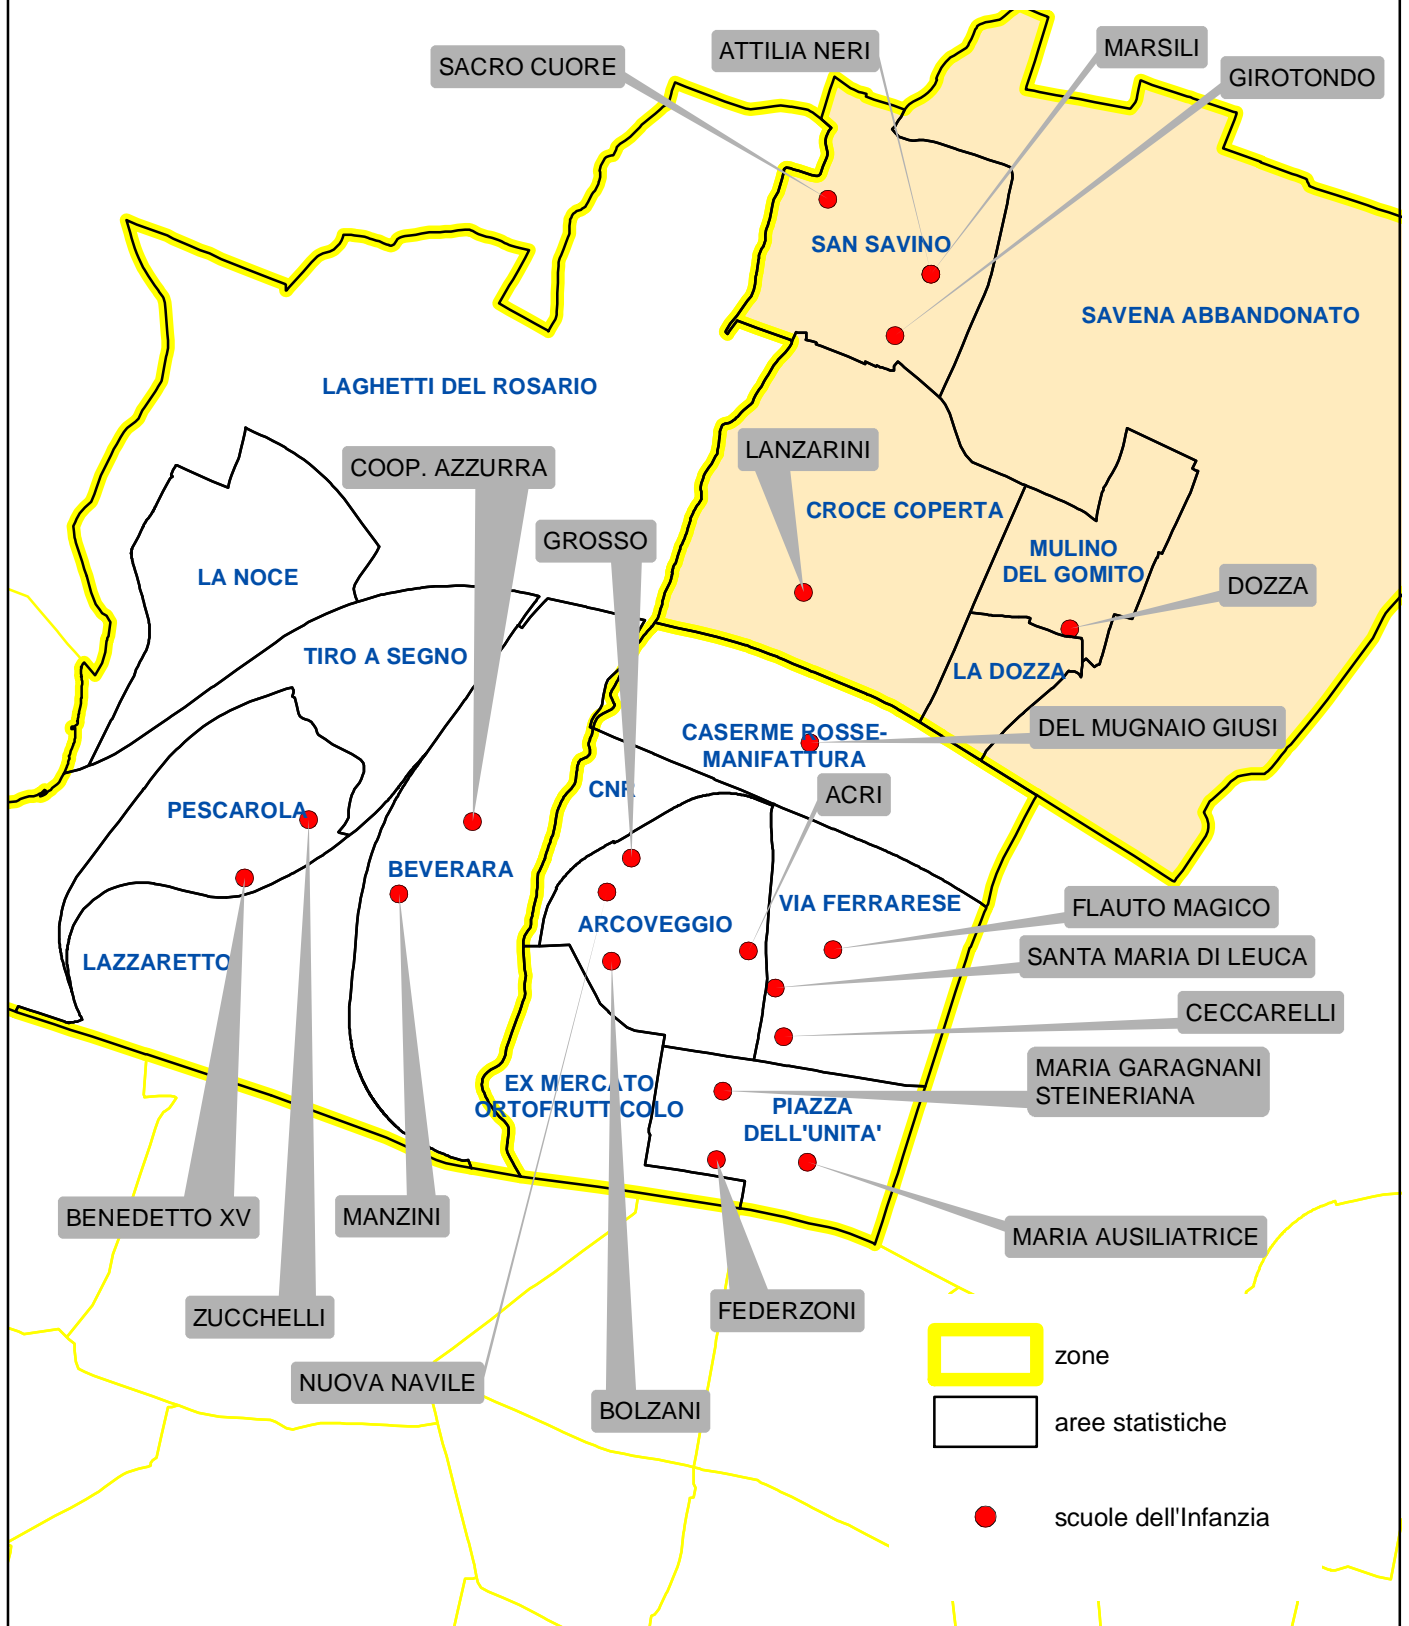 ATTILIA NERI
MARSILI
SACRO CUORE
GIROTONDO
SAN SAVINO
SAVENA ABBANDONATO
LAGHETTI DEL ROSARIO
LANZARINI
COOP. AZZURRA
CROCE COPERTA
GROSSO
MULINO
DEL GOMITO
LA NOCE
DOZZA
TIRO A SEGNO
LA DOZZA
DEL MUGNAIO GIUSI
CASERME ROSSE-
MANIFATTURA
CNR
ACRI
PESCAROLA
BEVERARA
VIA FERRARESE
FLAUTO MAGICO
ARCOVEGGIO
SANTA MARIA DI LEUCA
LAZZARETTO
CECCARELLI
MARIA GARAGNANI
STEINERIANA
EX MERCATO
ORTOFRUTTICOLO
PIAZZA
DELL'UNITA'
BENEDETTO XV
MANZINI
MARIA AUSILIATRICE
ZUCCHELLI
FEDERZONI
NUOVA NAVILE
BOLZANI
zone
aree statistiche
scuole dell'Infanzia